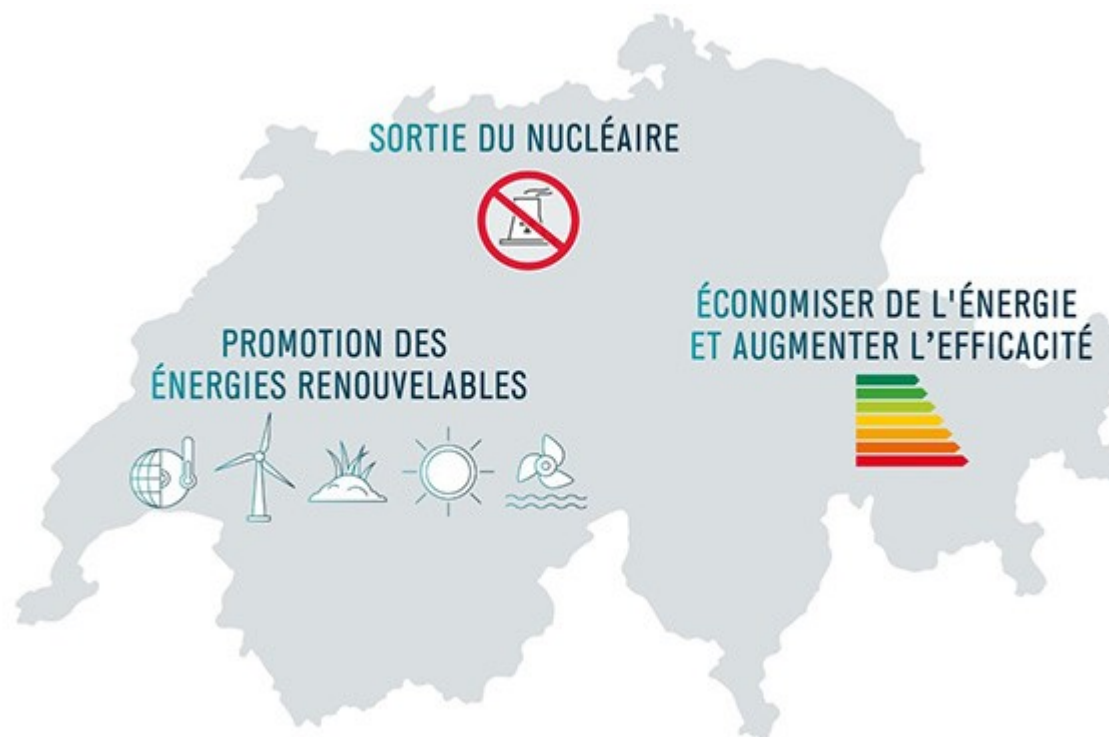 SORTIE DU NUCLÉAIRE
PROMOTION DES
ÉNERGIES RENOUVELABLES
ÉCONOMISER DE L'ÉNERGIE
ET AUGMENTER L’EFFICACITÉ